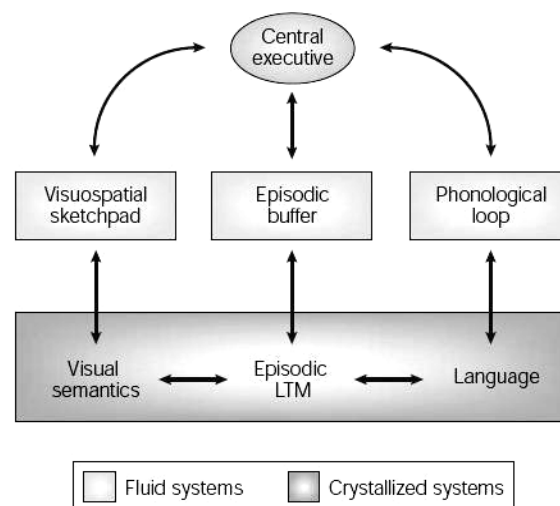 Central
executive
Visuospatial
sketchpad
Episodic
buffer
Phonological
loop
Visual
semantics
Episodic
LTM
Language
Fluid systems
Crystallized systems